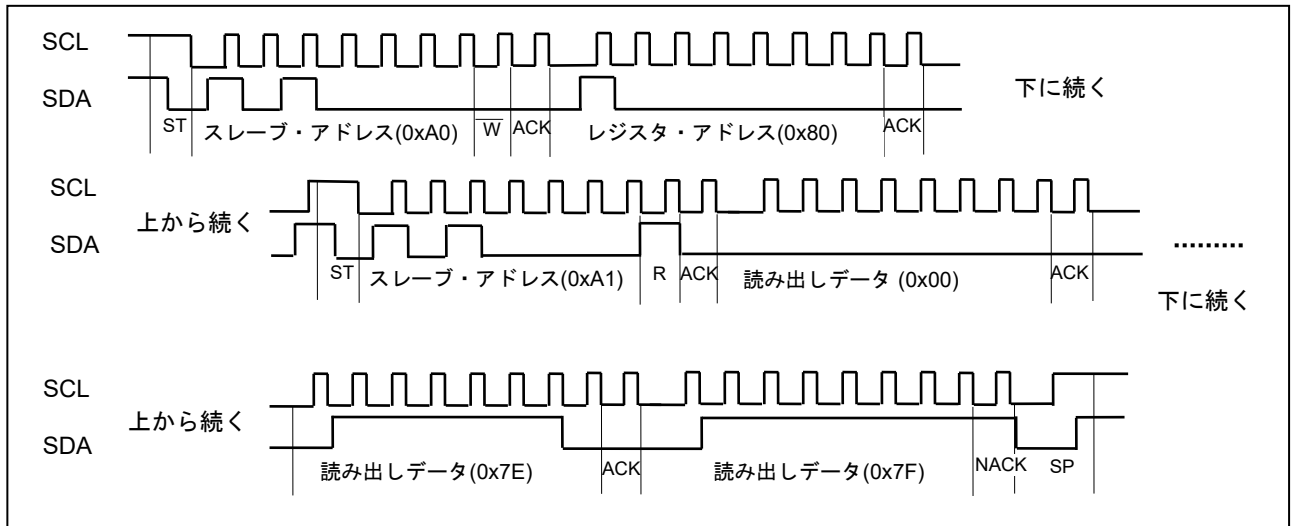 SCL
SDA
ST スレーブ・アドレス(0xA0) W ACK レジスタ・アドレス(0x80) ACK
下に続く
SCL
上から続く
SDA
ST スレーブ・アドレス(0xA1) R ACK 読み出しデータ (0x00) ACK
.........
下に続く
SCL
上から続く
SDA
読み出しデータ(0x7E) ACK 読み出しデータ(0x7F) NACK SP